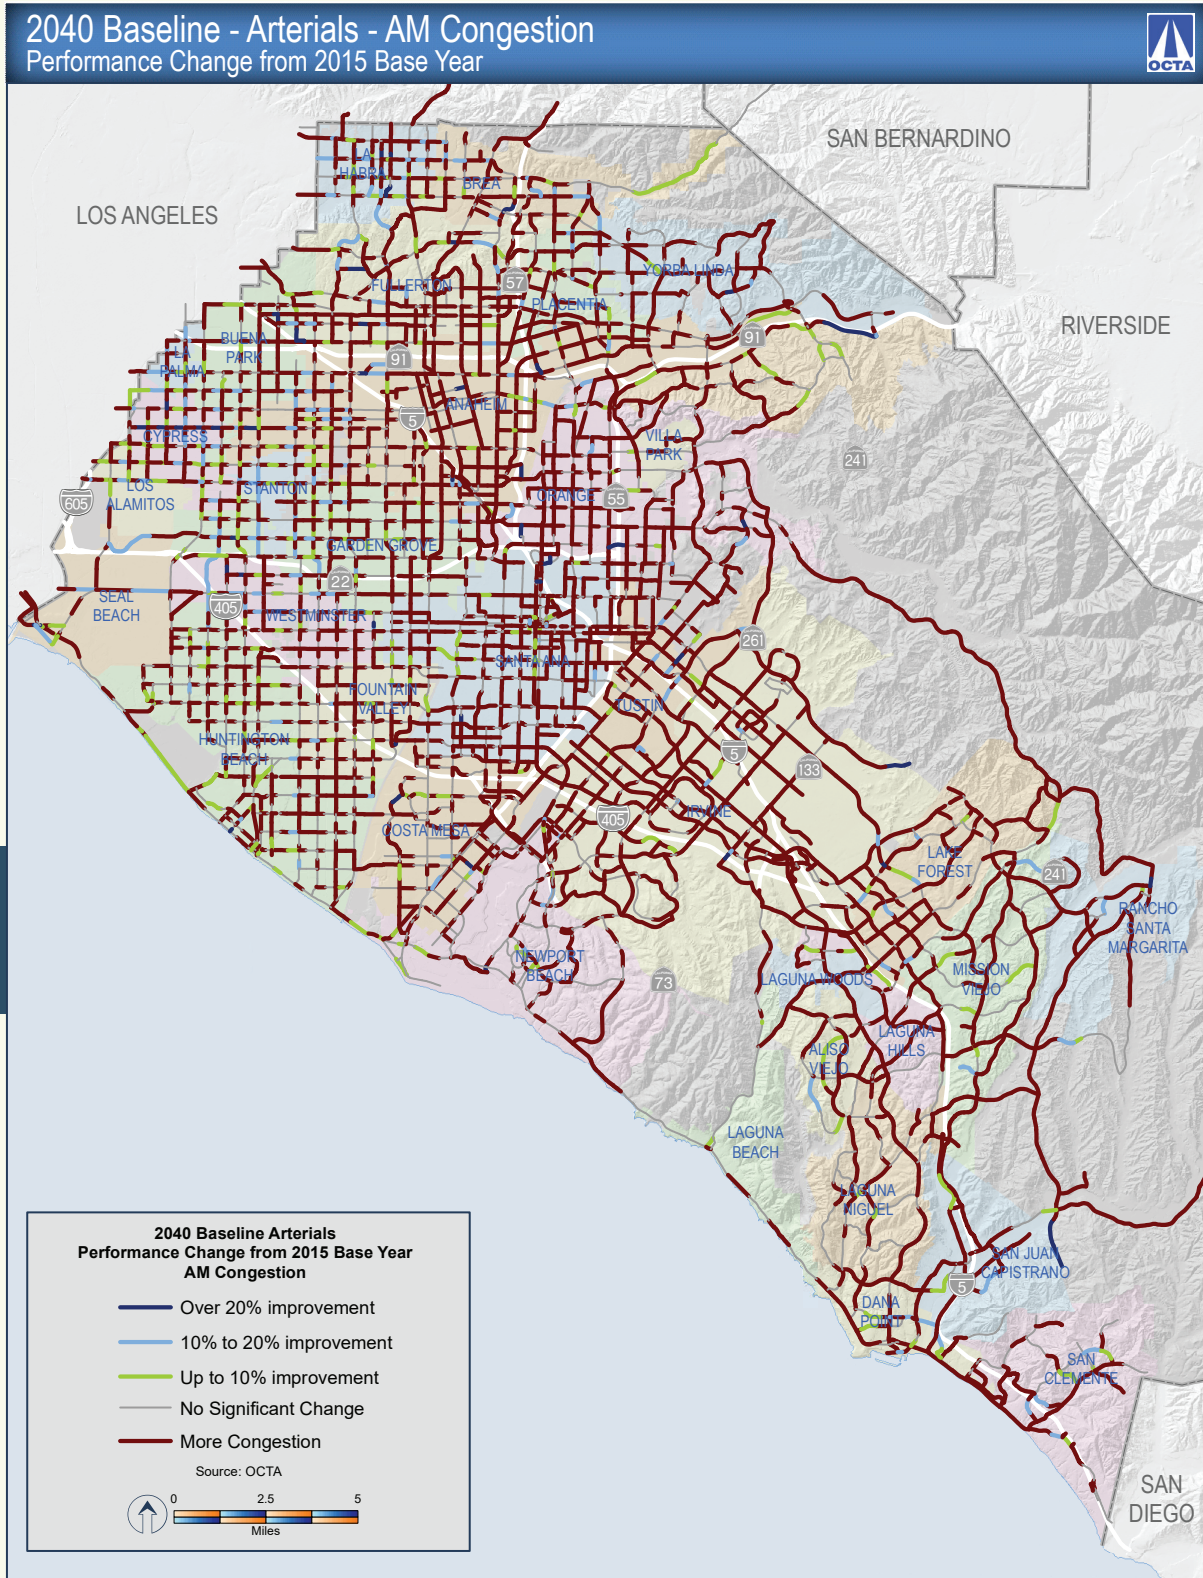 2040 Baseline - Arterials - AM Congestion
Performance Change from 2015 Base Year
OCTA
SAN BERNARDINO
LOS ANGELES
LA
HABRA
BREA
YORBA LINDA
57
FULLERTON
PLACENTIA
RIVERSIDE
BUENA
PARK
91
91
LA
PALMA
ANAHEIM
5
CYPRESS
VILLA
PARK
241
LOS
ALAMITOS
STANTON
ORANGE
55
605
GARDEN GROVE
22
SEAL
BEACH
405
WESTMINSTER
261
SANTA ANA
FOUNTAIN
VALLEY
TUSTIN
HUNTINGTON
BEACH
5
133
COSTA MESA
405
IRVINE
LAKE
FOREST
241
RANCHO
SANTA
MARGARITA
NEWPORT
BEACH
73
LAGUNA WOODS
MISSION
VIEJO
LAGUNA
HILLS
ALISO
VIEJO
LAGUNA
BEACH
LAGUNA
NIGUEL
SAN JUAN
CAPISTRANO
5
DANA
POINT
SAN
CLEMENTE
SAN
DIEGO
2040 Baseline Arterials
Performance Change from 2015 Base Year
AM Congestion
Over 20% improvement
10% to 20% improvement
Up to 10% improvement
No Significant Change
More Congestion
Source: OCTA
0 2.5 5
Miles